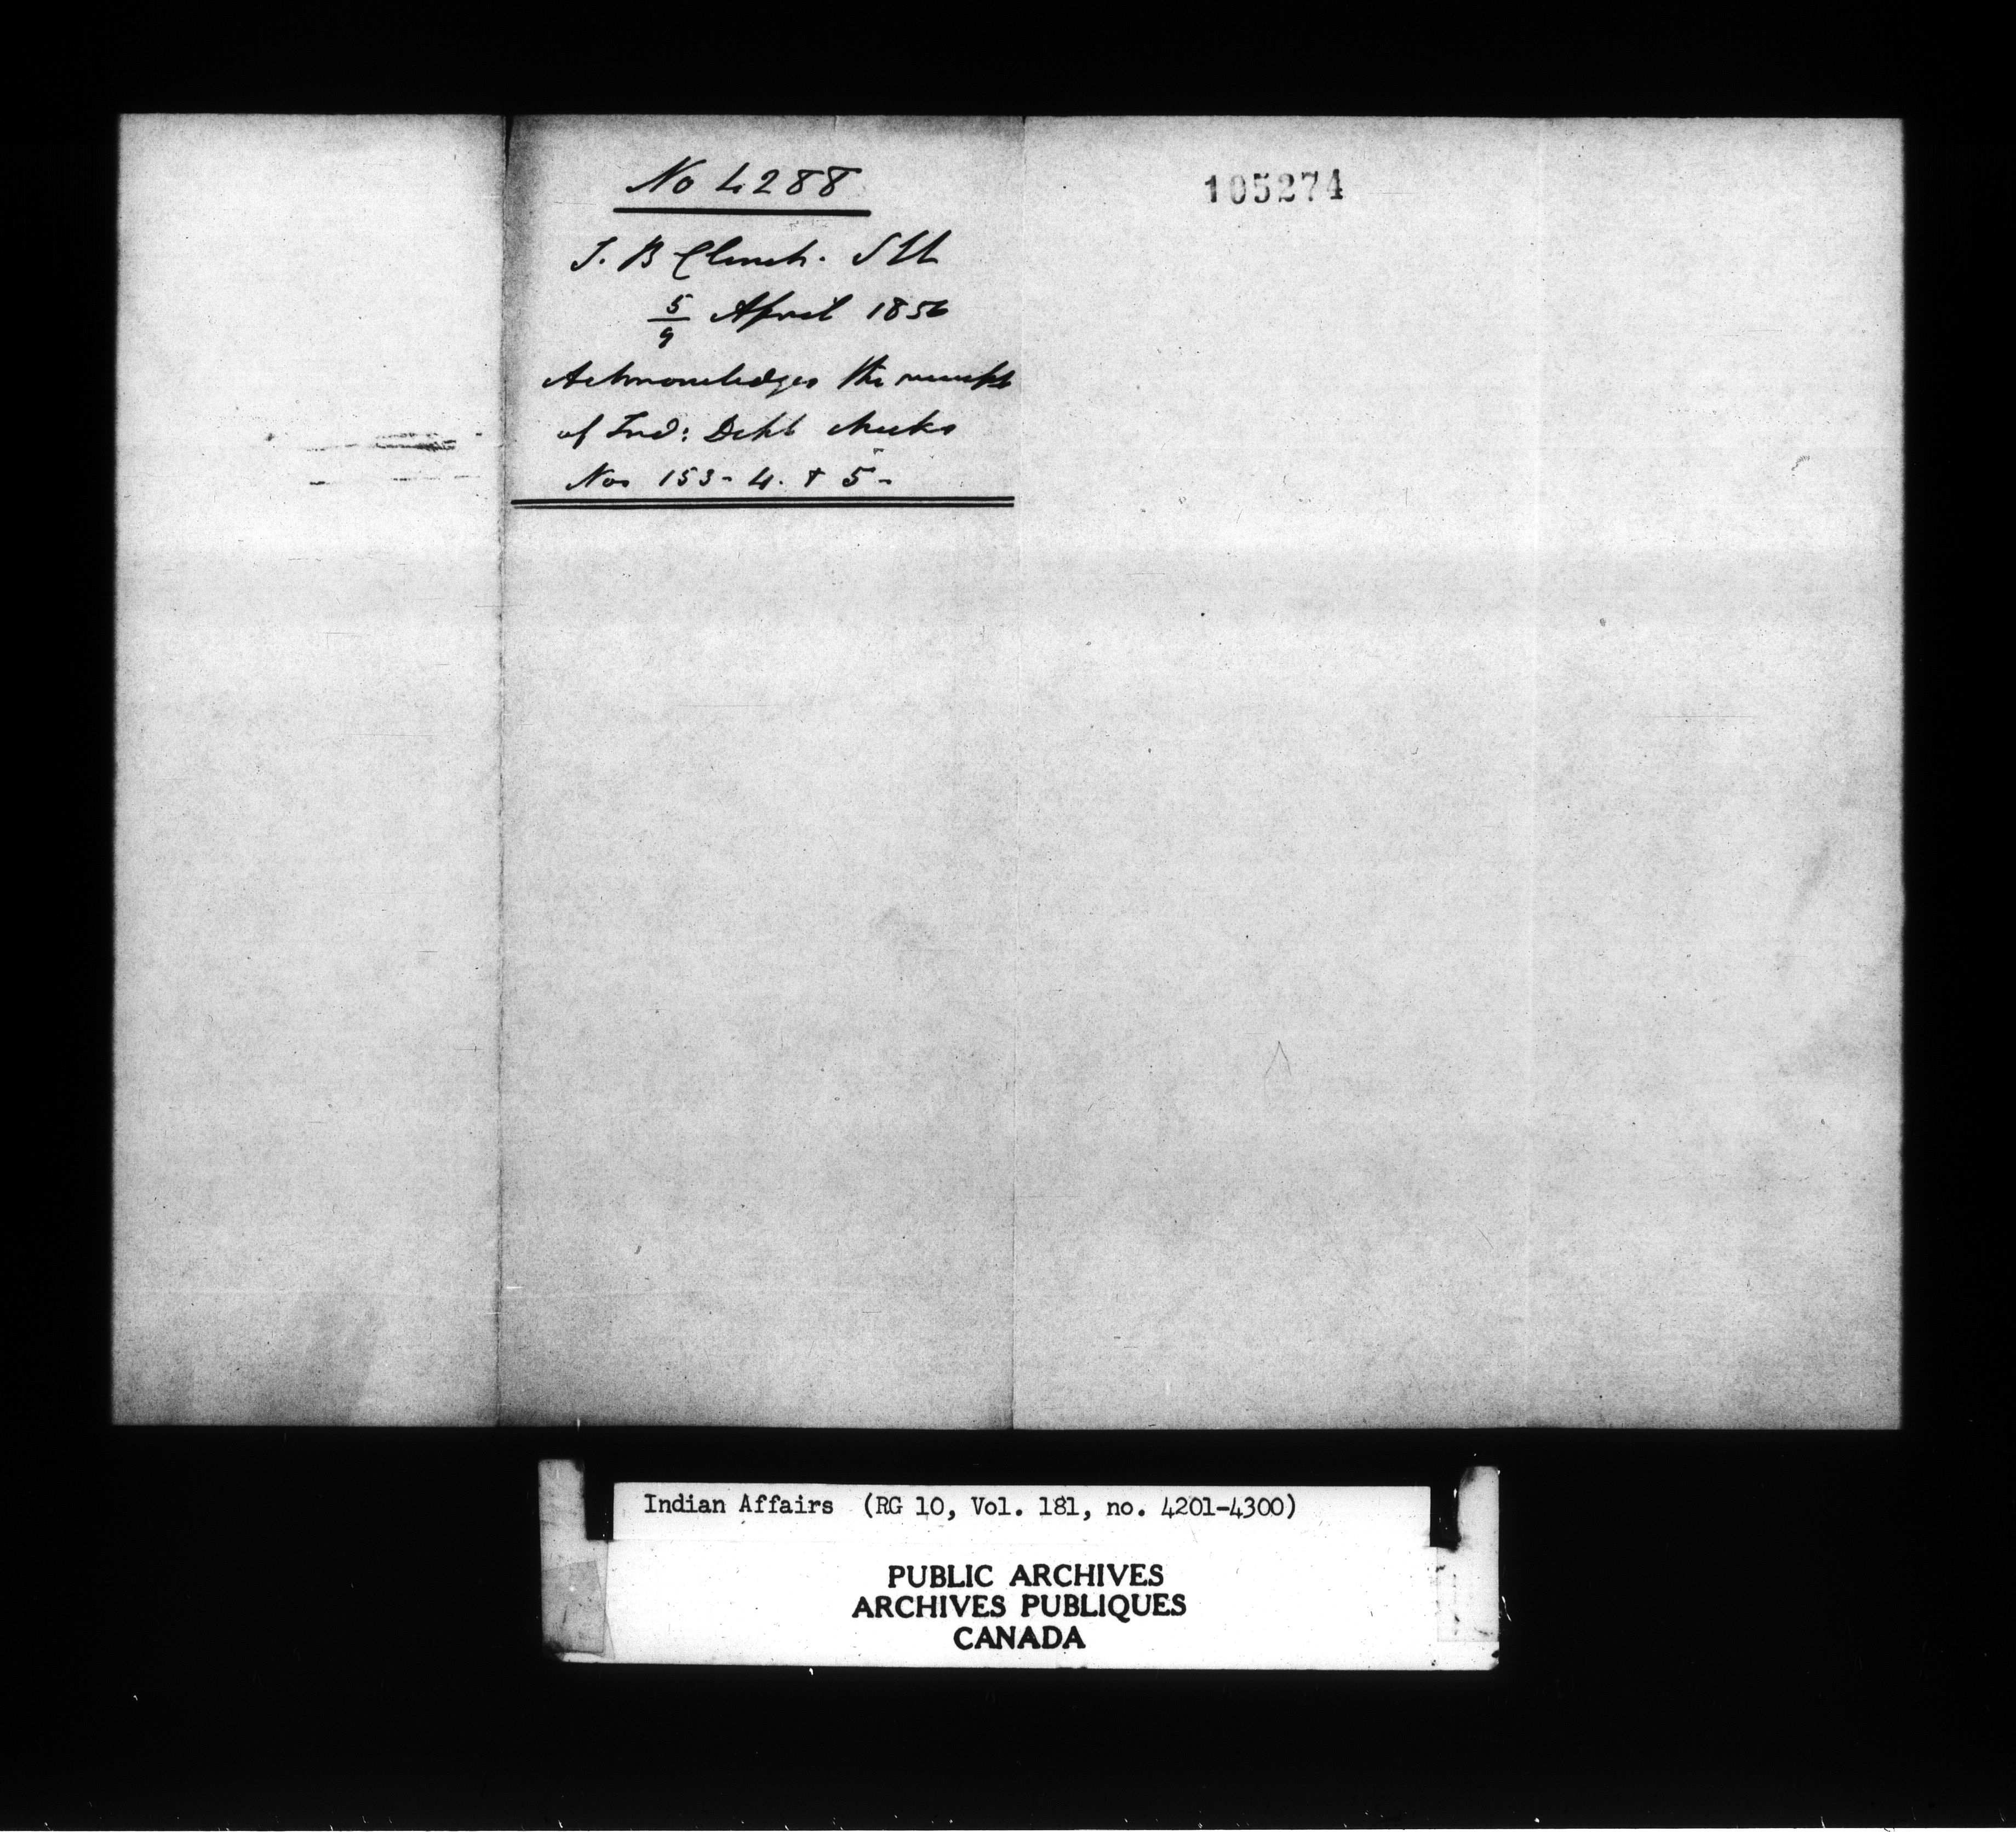 No 4288
J. B Clench. SIA
5/9 April 1856
Acknowledges the receipt
of Ind: Dept checks
Nos 153-4. & 5-
105274
Indian Affairs (RG 10, Vol. 181, no. 4201-4300)
PUBLIC ARCHIVES
ARCHIVES PUBLIQUES
CANADA